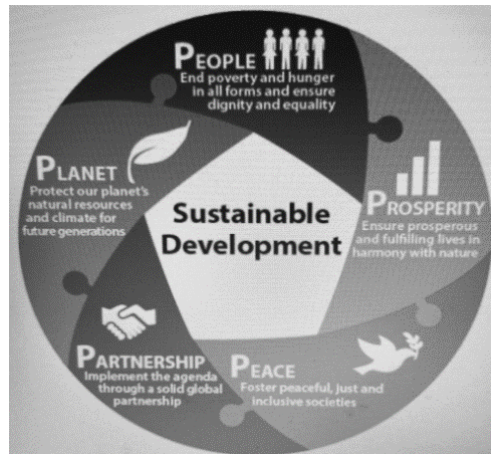 PEOPLE
End poverty and hunger
in all forms and ensure
dignity and equality
PLANET
Protect our planet's
natural resources
and climate for
future generations
PROSPERITY
Ensure prosperous
and fulfilling lives in
harmony with nature
Sustainable
Development
PARTNERSHIP
Implement the agenda
through a solid global
partnership
PEACE
Foster peaceful, just and
inclusive societies